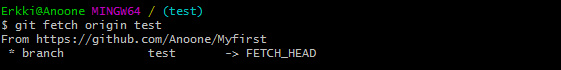 Erkki@Anoone MINGW64 / (test)
$ git fetch origin test
From https://github.com/Anoone/Myfirst
 * branch            test       -> FETCH_HEAD